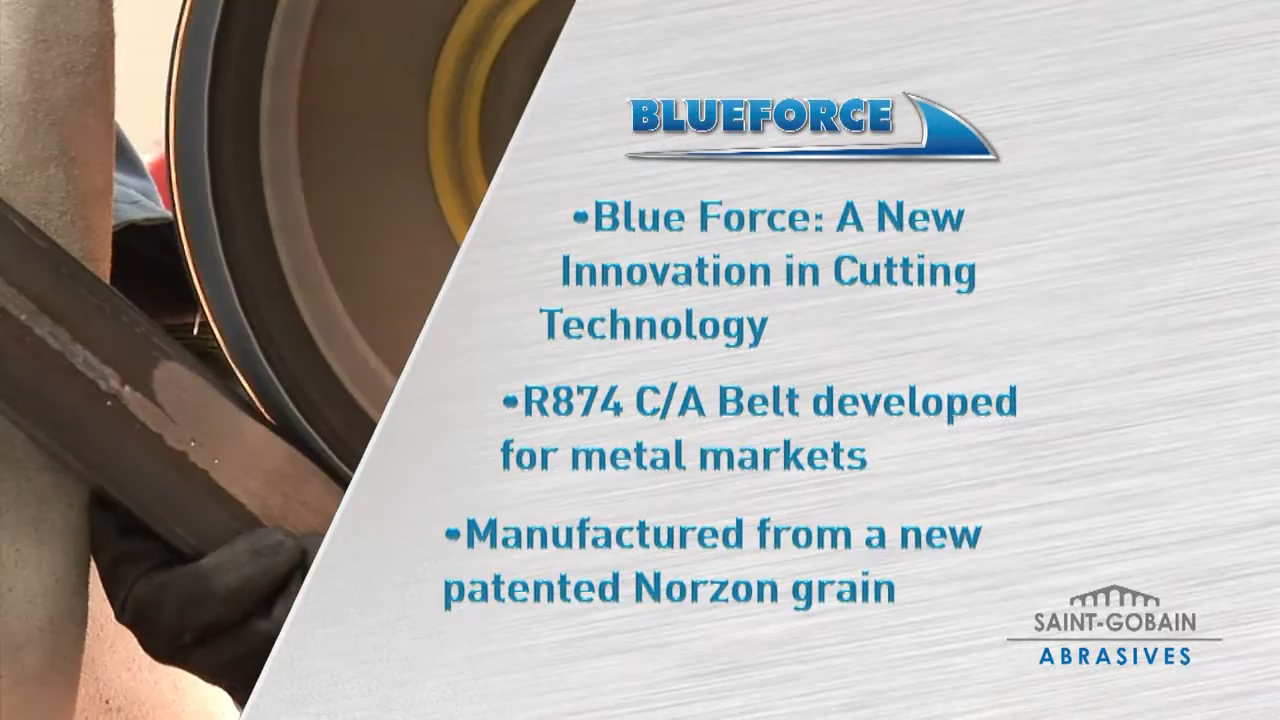 BLUEFORCE
•Blue Force: A New
Innovation in Cutting
Technology
•R874 C/A Belt developed
for metal markets
•Manufactured from a new
patented Norzon grain
SAINT-GOBAIN
ABRASIVES